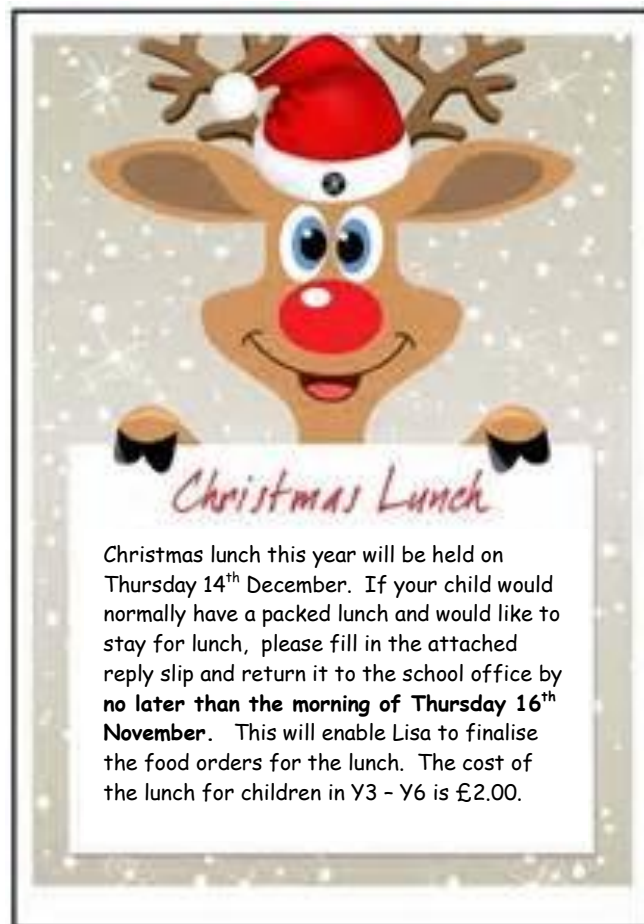 Christmas Lunch
Christmas lunch this year will be held on
Thursday 14th December. If your child would
normally have a packed lunch and would like to
stay for lunch, please fill in the attached
reply slip and return it to the school office by
no later than the morning of Thursday 16th
November. This will enable Lisa to finalise
the food orders for the lunch. The cost of
the lunch for children in Y3 – Y6 is £2.00.